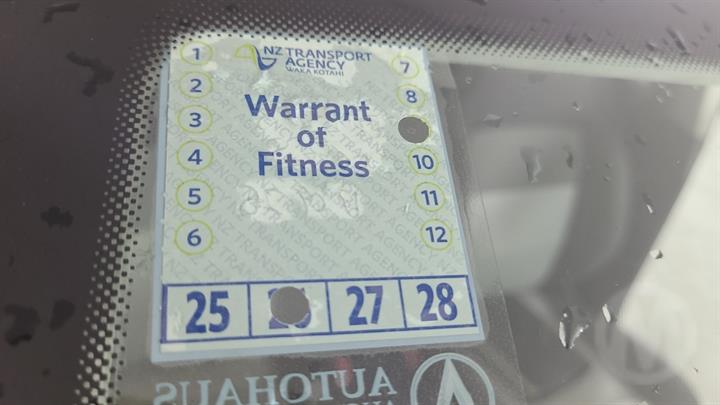 NZ TRANSPORT
AGENCY
WAKA KOTAHI
Warrant
of
Fitness
1
2
3
4
5
6
7
8
10
11
12
25 27 28
AUTOHAUS